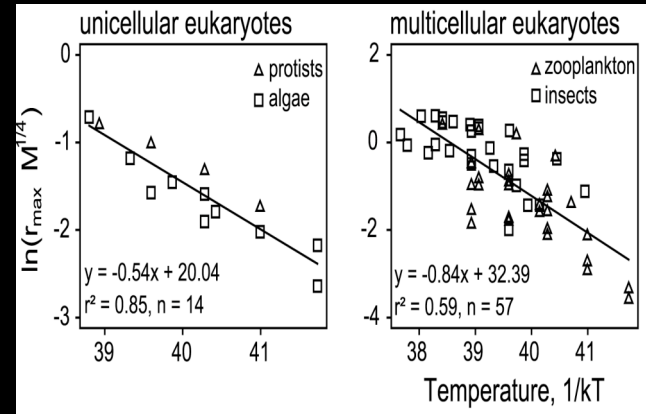 unicellular eukaryotes
multicellular eukaryotes
ln(r_max M^1/4)
0
-1
-2
-3
protists
algae
y = -0.54x + 20.04
r² = 0.85, n = 14
39
40
41
2
0
-2
-4
zooplankton
insects
y = -0.84x + 32.39
r² = 0.59, n = 57
38
39
40
41
Temperature, 1/kT